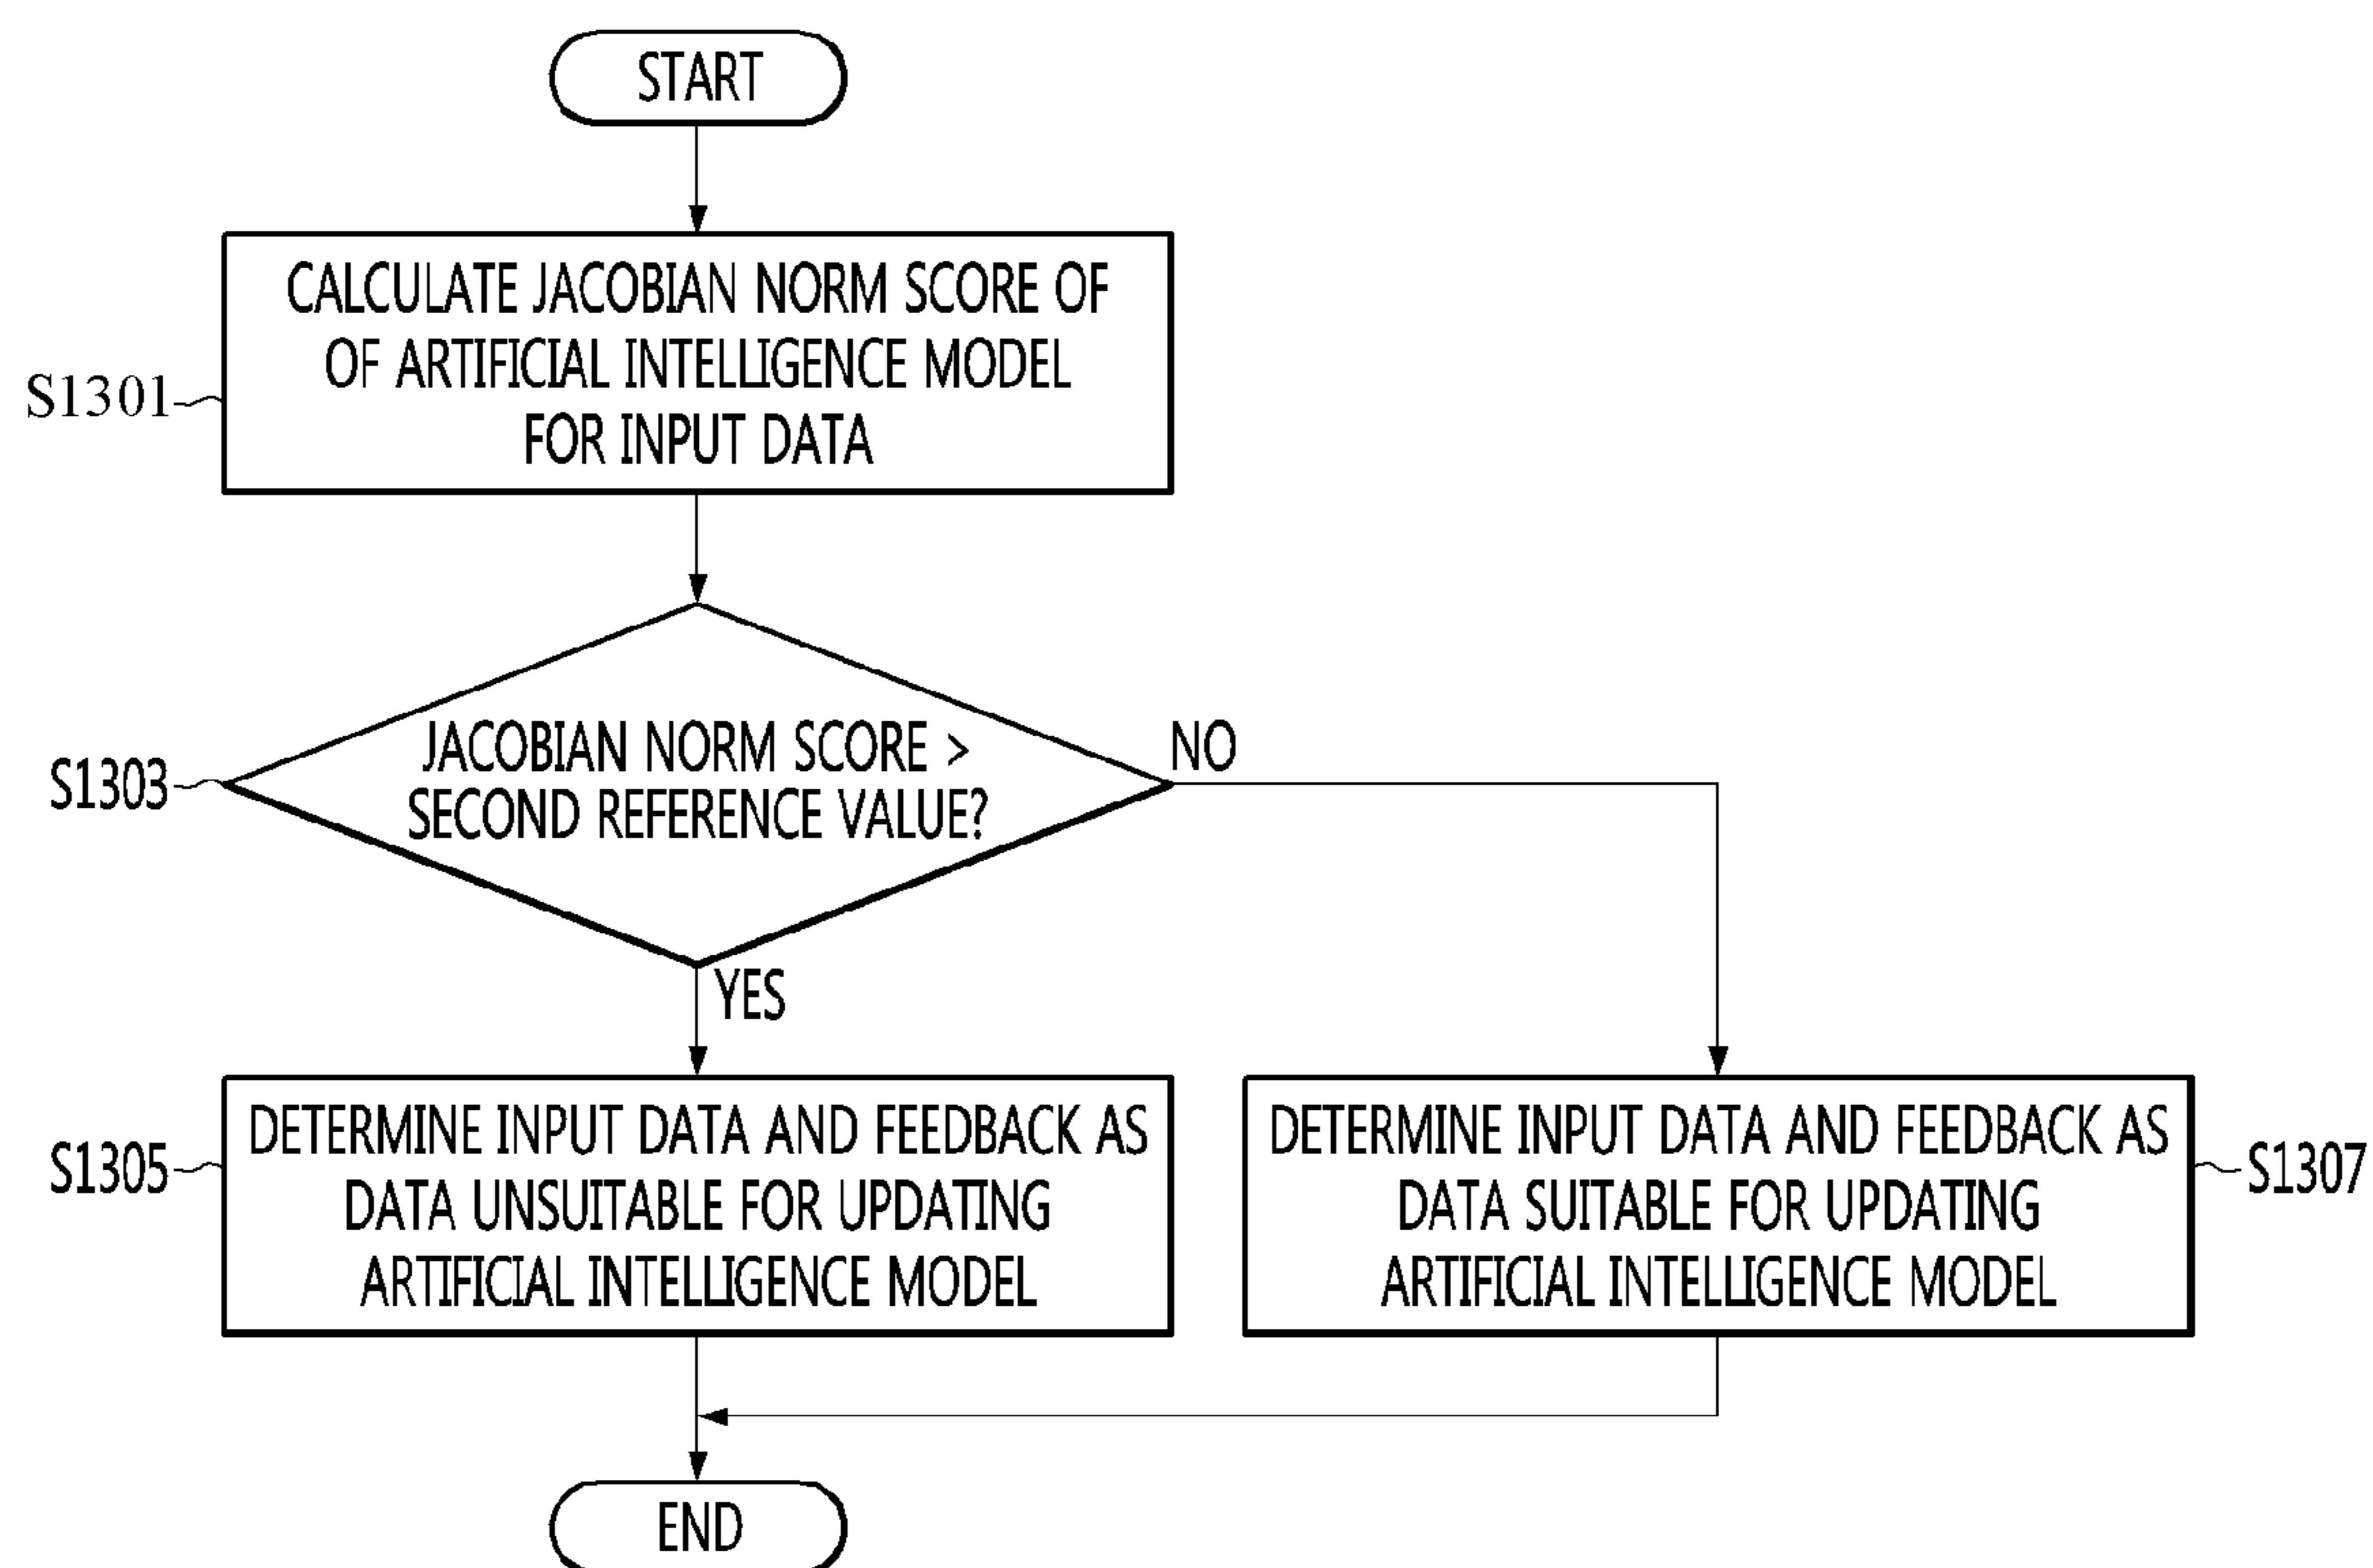 START
CALCULATE JACOBIAN NORM SCORE OF
OF ARTIFICIAL INTELLIGENCE MODEL
FOR INPUT DATA
S1301
JACOBIAN NORM SCORE >
SECOND REFERENCE VALUE?
S1303
NO
YES
DETERMINE INPUT DATA AND FEEDBACK AS
DATA UNSUITABLE FOR UPDATING
ARTIFICIAL INTELLIGENCE MODEL
S1305
DETERMINE INPUT DATA AND FEEDBACK AS
DATA SUITABLE FOR UPDATING
ARTIFICIAL INTELLIGENCE MODEL
S1307
END